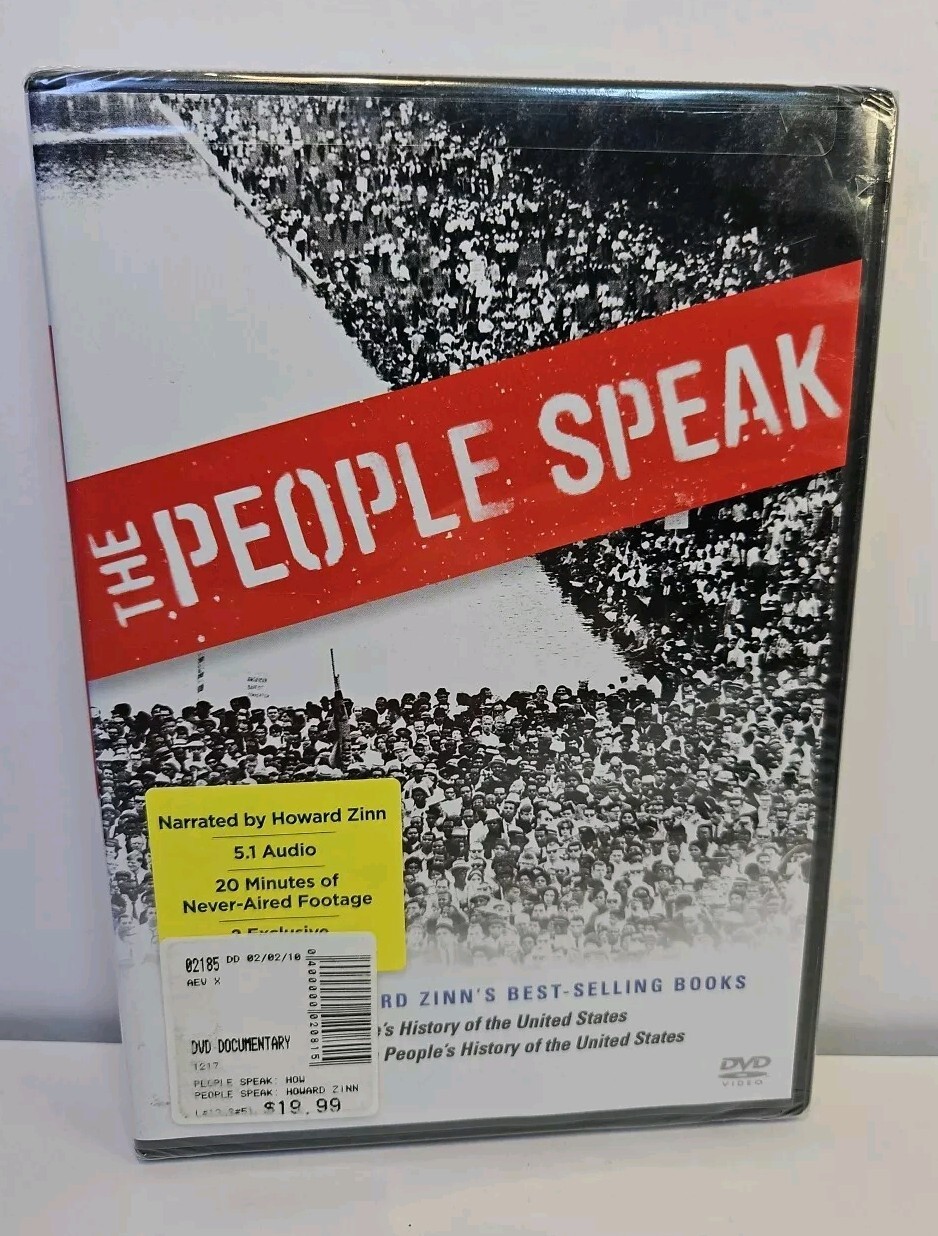 THE PEOPLE SPEAK
Narrated by Howard Zinn
5.1 Audio
20 Minutes of
Never-Aired Footage
RD ZINN'S BEST-SELLING BOOKS
's History of the United States
People's History of the United States
DVD
VIDEO
02185 DD 02/02/10
AEV X
DVD DOCUMENTARY
1217
PEOPLE SPEAK: HOW
PEOPLE SPEAK: HOWARD ZINN
$19.99
0400000020815